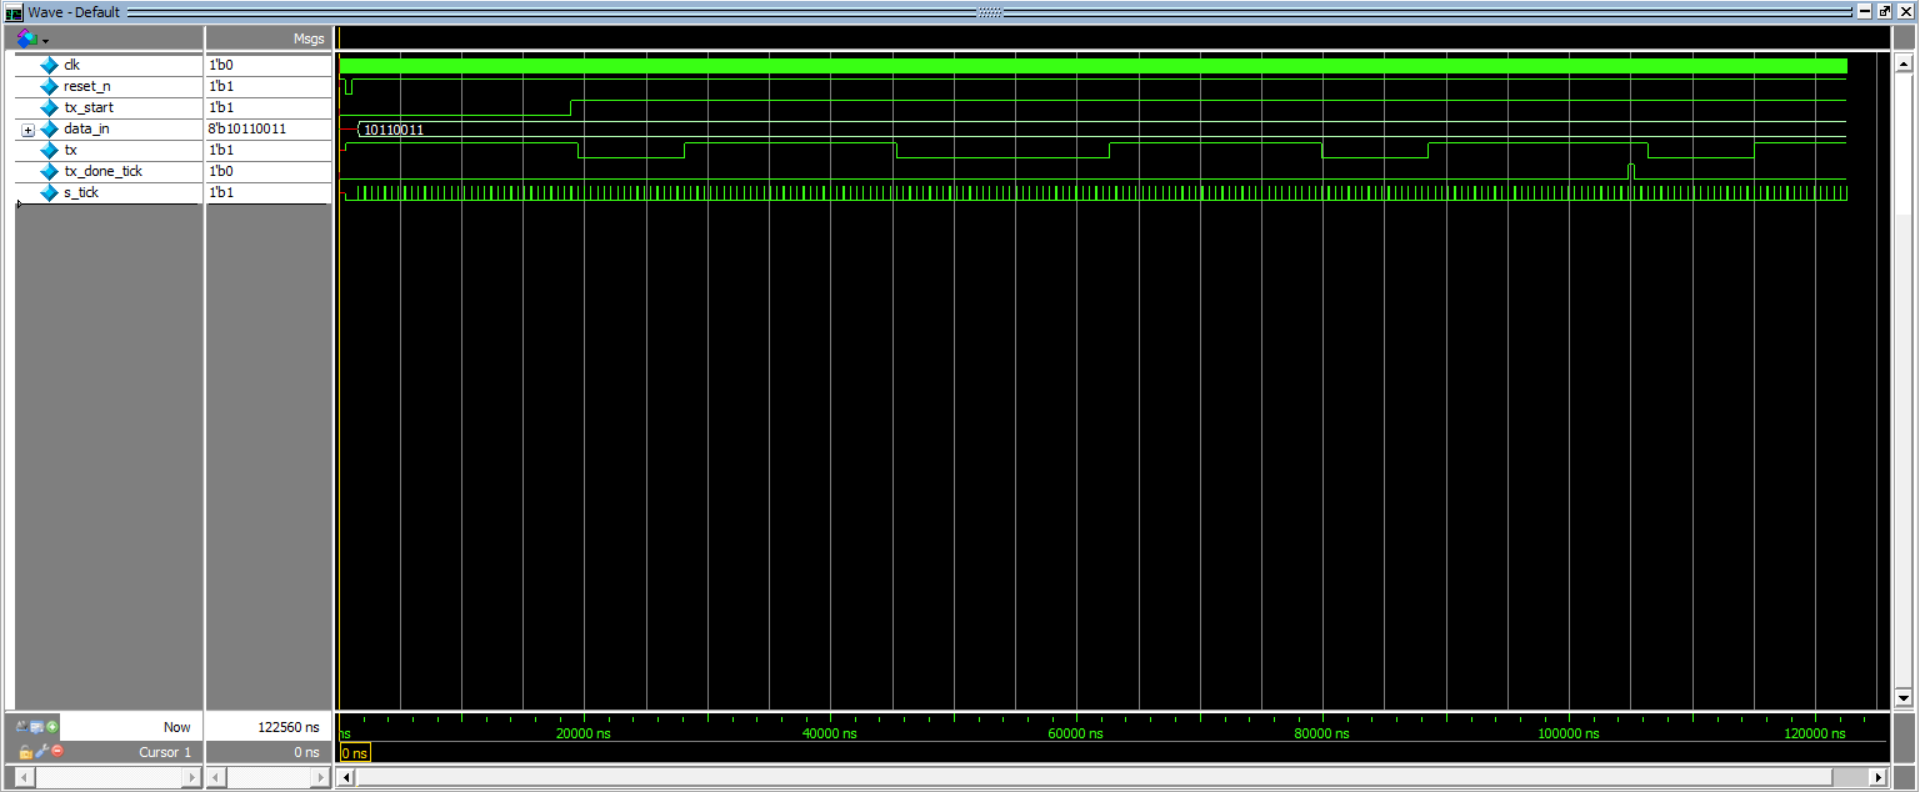 Wave - Default
Msgs
clk 1'b0
reset_n 1'b1
tx_start 1'b1
data_in 8'b10110011 10110011
tx 1'b1
tx_done_tick 1'b0
s_tick 1'b1
Now 122560 ns
ns 20000 ns 40000 ns 60000 ns 80000 ns 100000 ns 120000 ns
Cursor 1 0 ns 0 ns